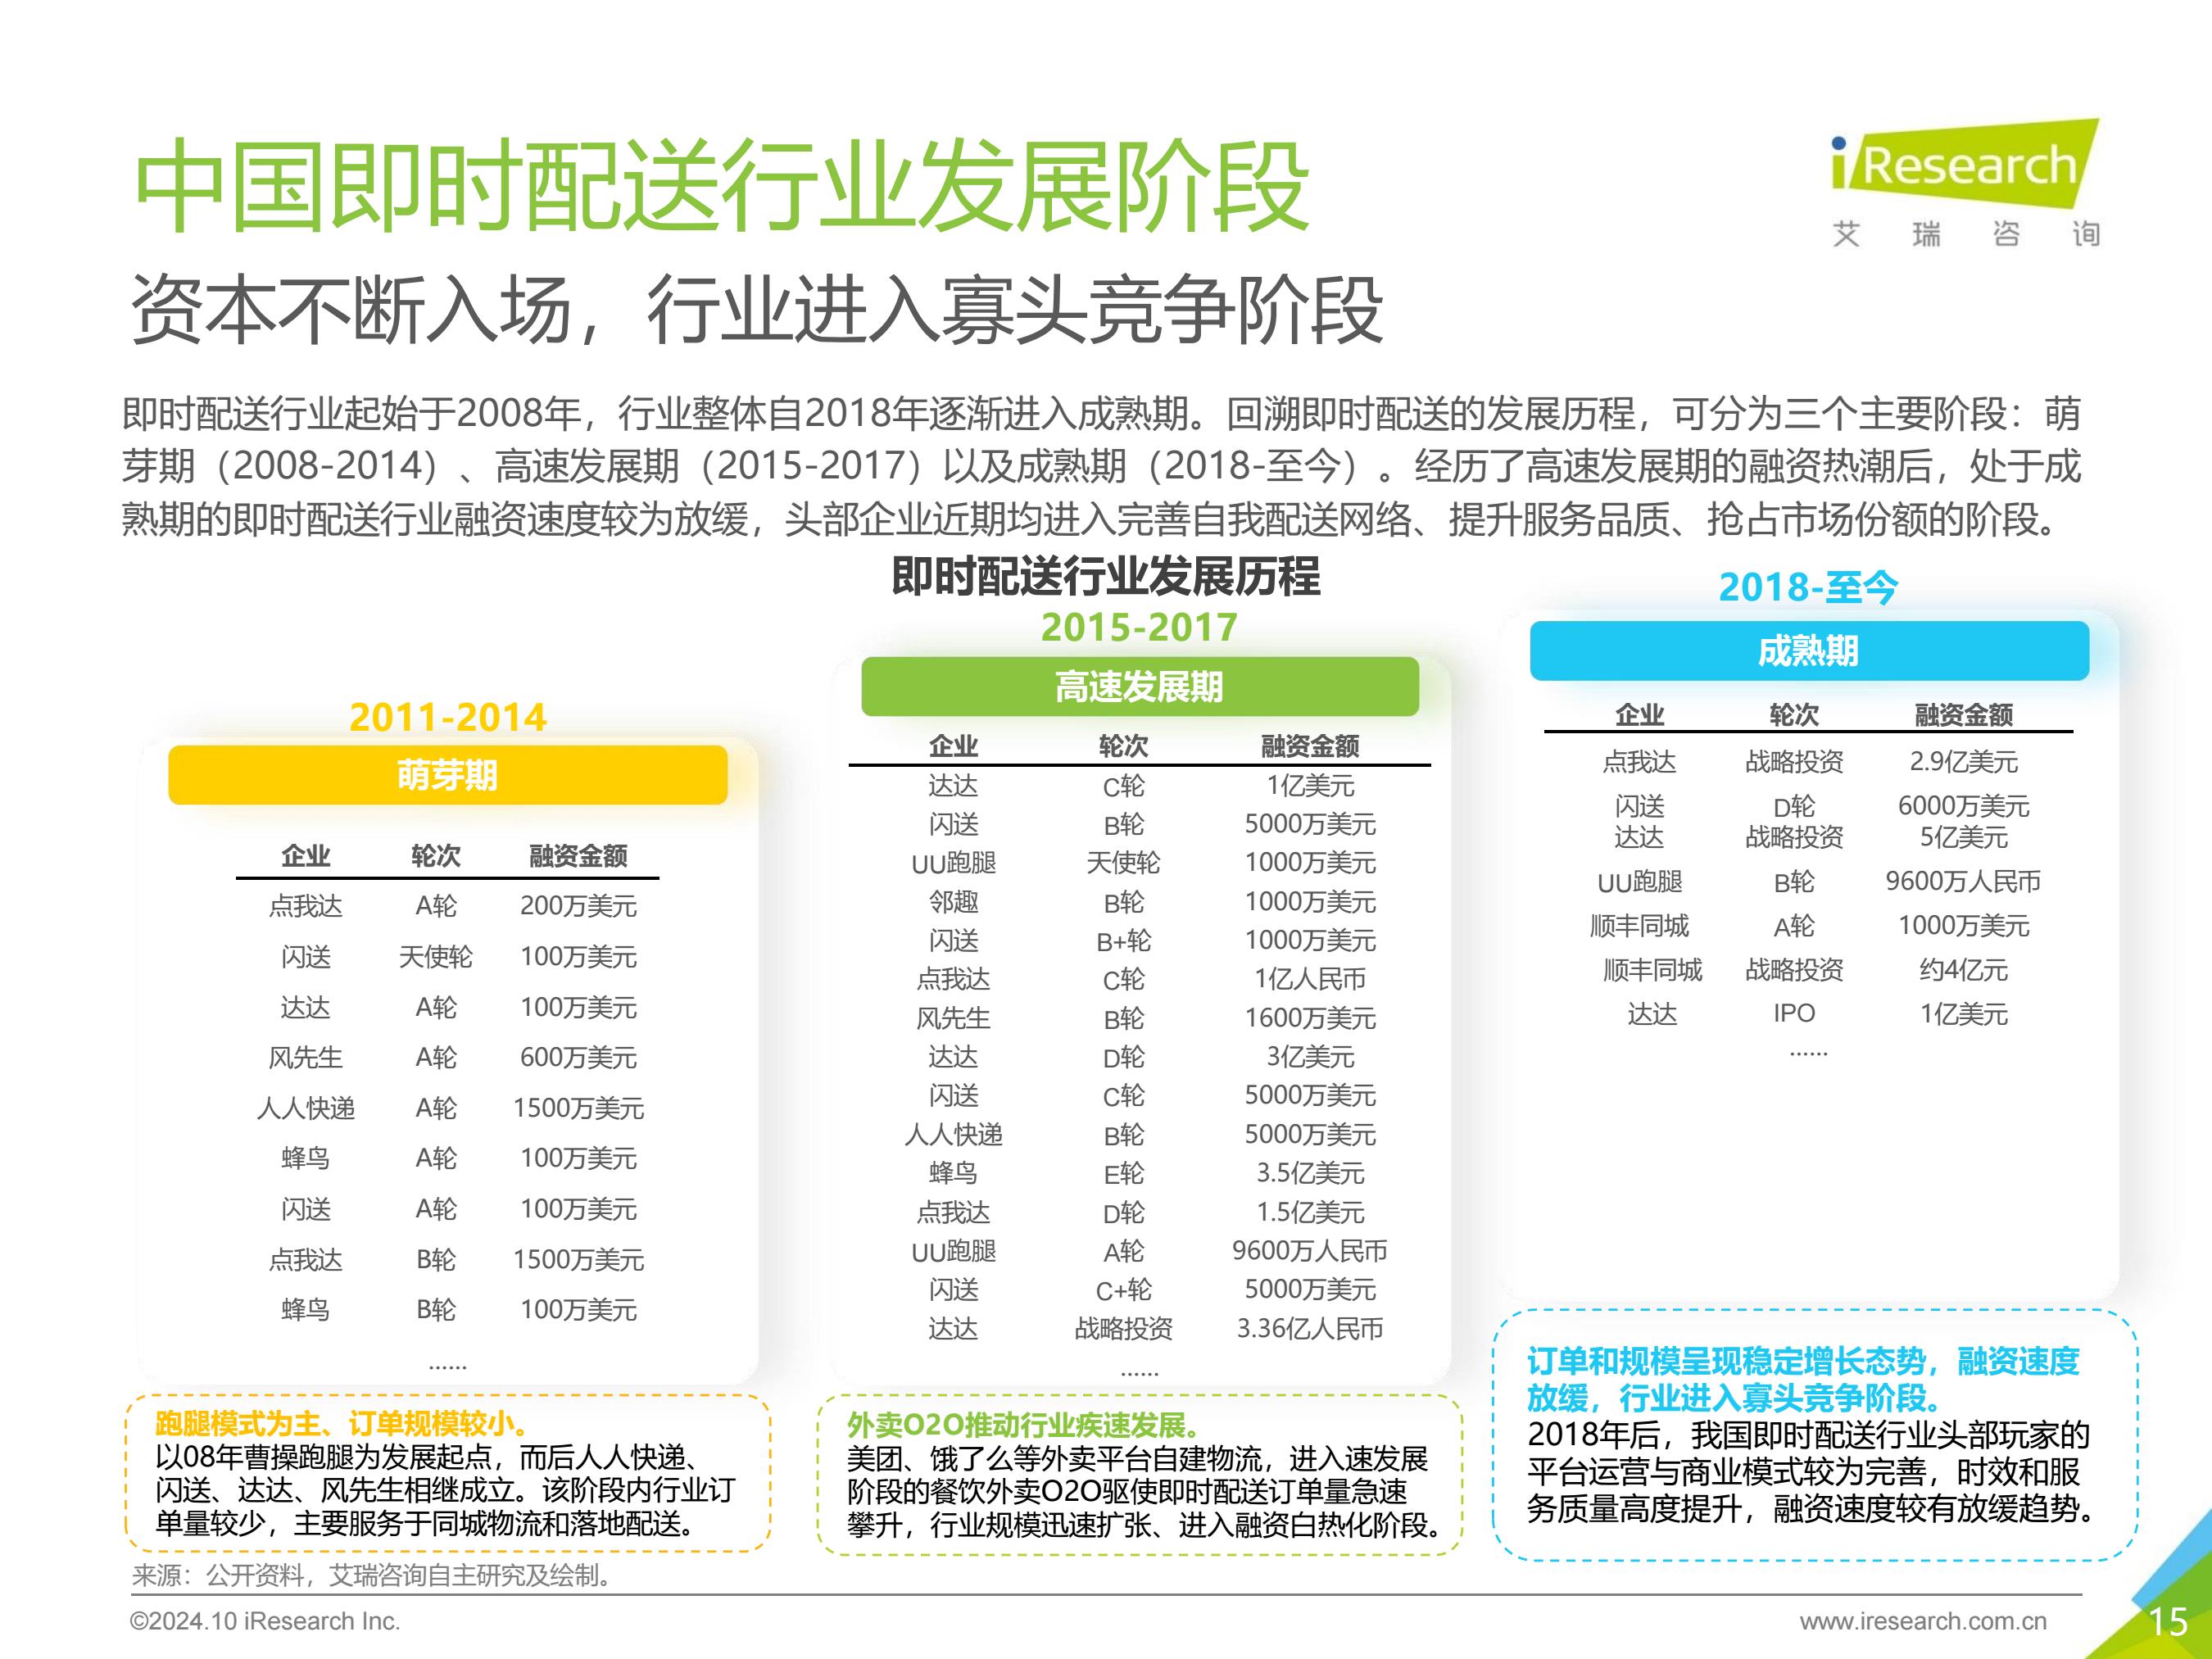 中国即时配送行业发展阶段
iResearch
艾瑞咨询
资本不断入场，行业进入寡头竞争阶段
即时配送行业起始于2008年，行业整体自2018年逐渐进入成熟期。回溯即时配送的发展历程，可分为三个主要阶段：萌
芽期（2008-2014）、高速发展期（2015-2017）以及成熟期（2018-至今）。经历了高速发展期的融资热潮后，处于成
熟期的即时配送行业融资速度较为放缓，头部企业近期均进入完善自我配送网络、提升服务品质、抢占市场份额的阶段。
即时配送行业发展历程
2011-2014
萌芽期
企业 轮次 融资金额
点我达 A轮 200万美元
闪送 天使轮 100万美元
达达 A轮 100万美元
风先生 A轮 600万美元
人人快递 A轮 1500万美元
蜂鸟 A轮 100万美元
闪送 A轮 100万美元
点我达 B轮 1500万美元
蜂鸟 B轮 100万美元
......
跑腿模式为主、订单规模较小。
以08年曹操跑腿为发展起点，而后人人快递、
闪送、达达、风先生相继成立。该阶段内行业订
单量较少，主要服务于同城物流和落地配送。
2015-2017
高速发展期
企业 轮次 融资金额
达达 C轮 1亿美元
闪送 B轮 5000万美元
UU跑腿 天使轮 1000万美元
邻趣 B轮 1000万美元
闪送 B+轮 1000万美元
点我达 C轮 1亿人民币
风先生 B轮 1600万美元
达达 D轮 3亿美元
闪送 C轮 5000万美元
人人快递 B轮 5000万美元
蜂鸟 E轮 3.5亿美元
点我达 D轮 1.5亿美元
UU跑腿 A轮 9600万人民币
闪送 C+轮 5000万美元
达达 战略投资 3.36亿人民币
......
外卖O2O推动行业疾速发展。
美团、饿了么等外卖平台自建物流，进入速发展
阶段的餐饮外卖O2O驱使即时配送订单量急速
攀升，行业规模迅速扩张、进入融资白热化阶段。
2018-至今
成熟期
企业 轮次 融资金额
点我达 战略投资 2.9亿美元
闪送 D轮 6000万美元
达达 战略投资 5亿美元
UU跑腿 B轮 9600万人民币
顺丰同城 A轮 1000万美元
顺丰同城 战略投资 约4亿元
达达 IPO 1亿美元
......
订单和规模呈现稳定增长态势，融资速度
放缓，行业进入寡头竞争阶段。
2018年后，我国即时配送行业头部玩家的
平台运营与商业模式较为完善，时效和服
务质量高度提升，融资速度较有放缓趋势。
来源：公开资料，艾瑞咨询自主研究及绘制。
©2024.10 iResearch Inc.
www.iresearch.com.cn
15